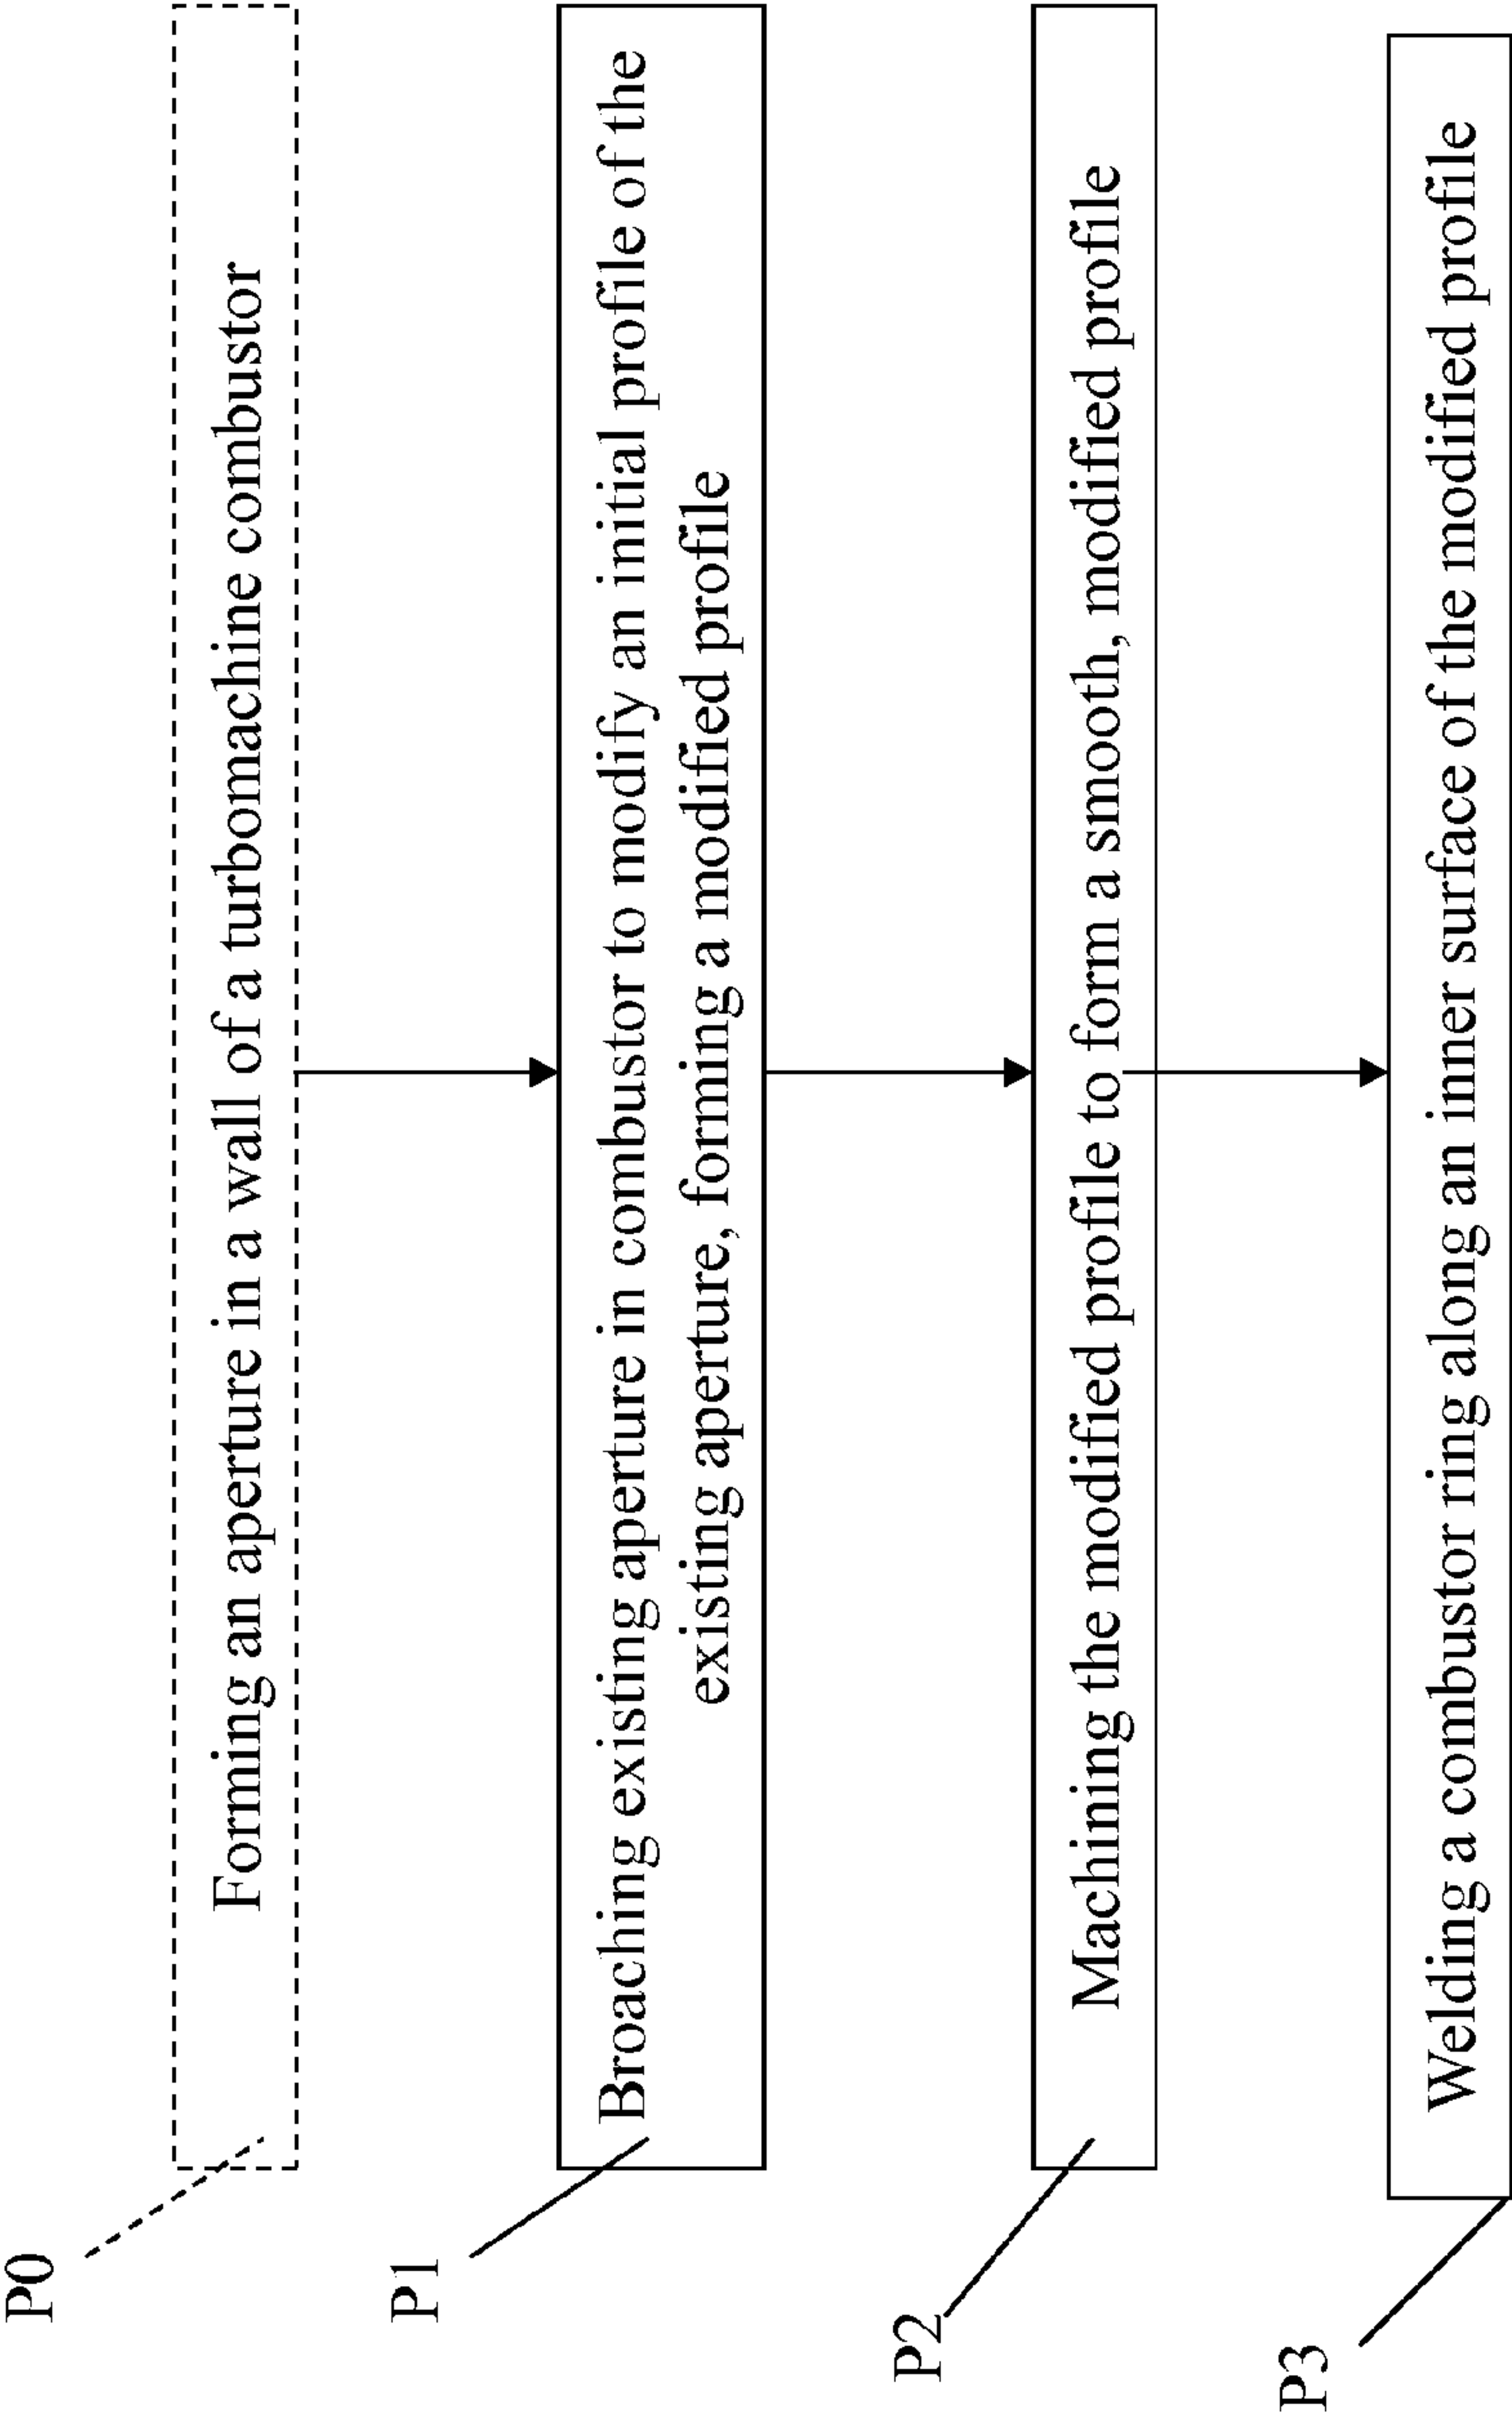 P0
Forming an aperture in a wall of a turbomachine combustor
P1
Broaching existing aperture in combustor to modify an initial profile of the
existing aperture, forming a modified profile
P2
Machining the modified profile to form a smooth, modified profile
P3
Welding a combustor ring along an inner surface of the modified profile